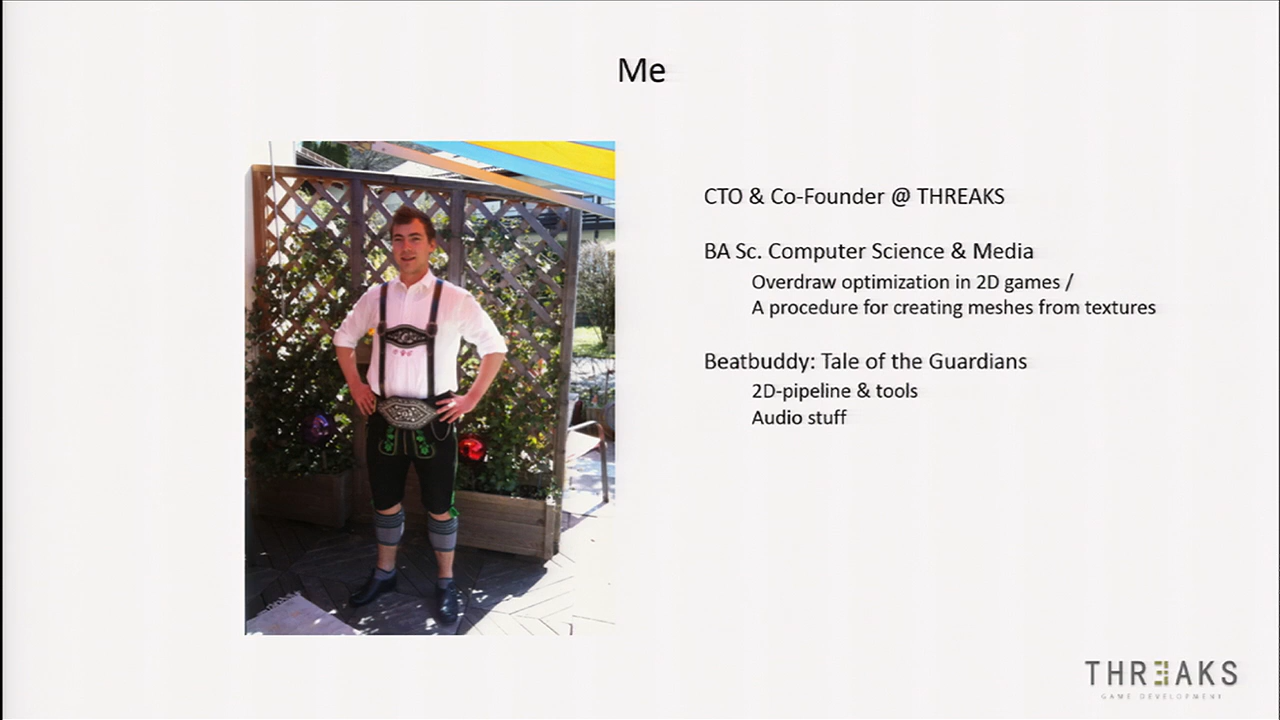 Me
CTO & Co-Founder @ THREAKS
BA Sc. Computer Science & Media
Overdraw optimization in 2D games /
A procedure for creating meshes from textures
Beatbuddy: Tale of the Guardians
2D-pipeline & tools
Audio stuff
THREAKS
GAME DEVELOPMENT